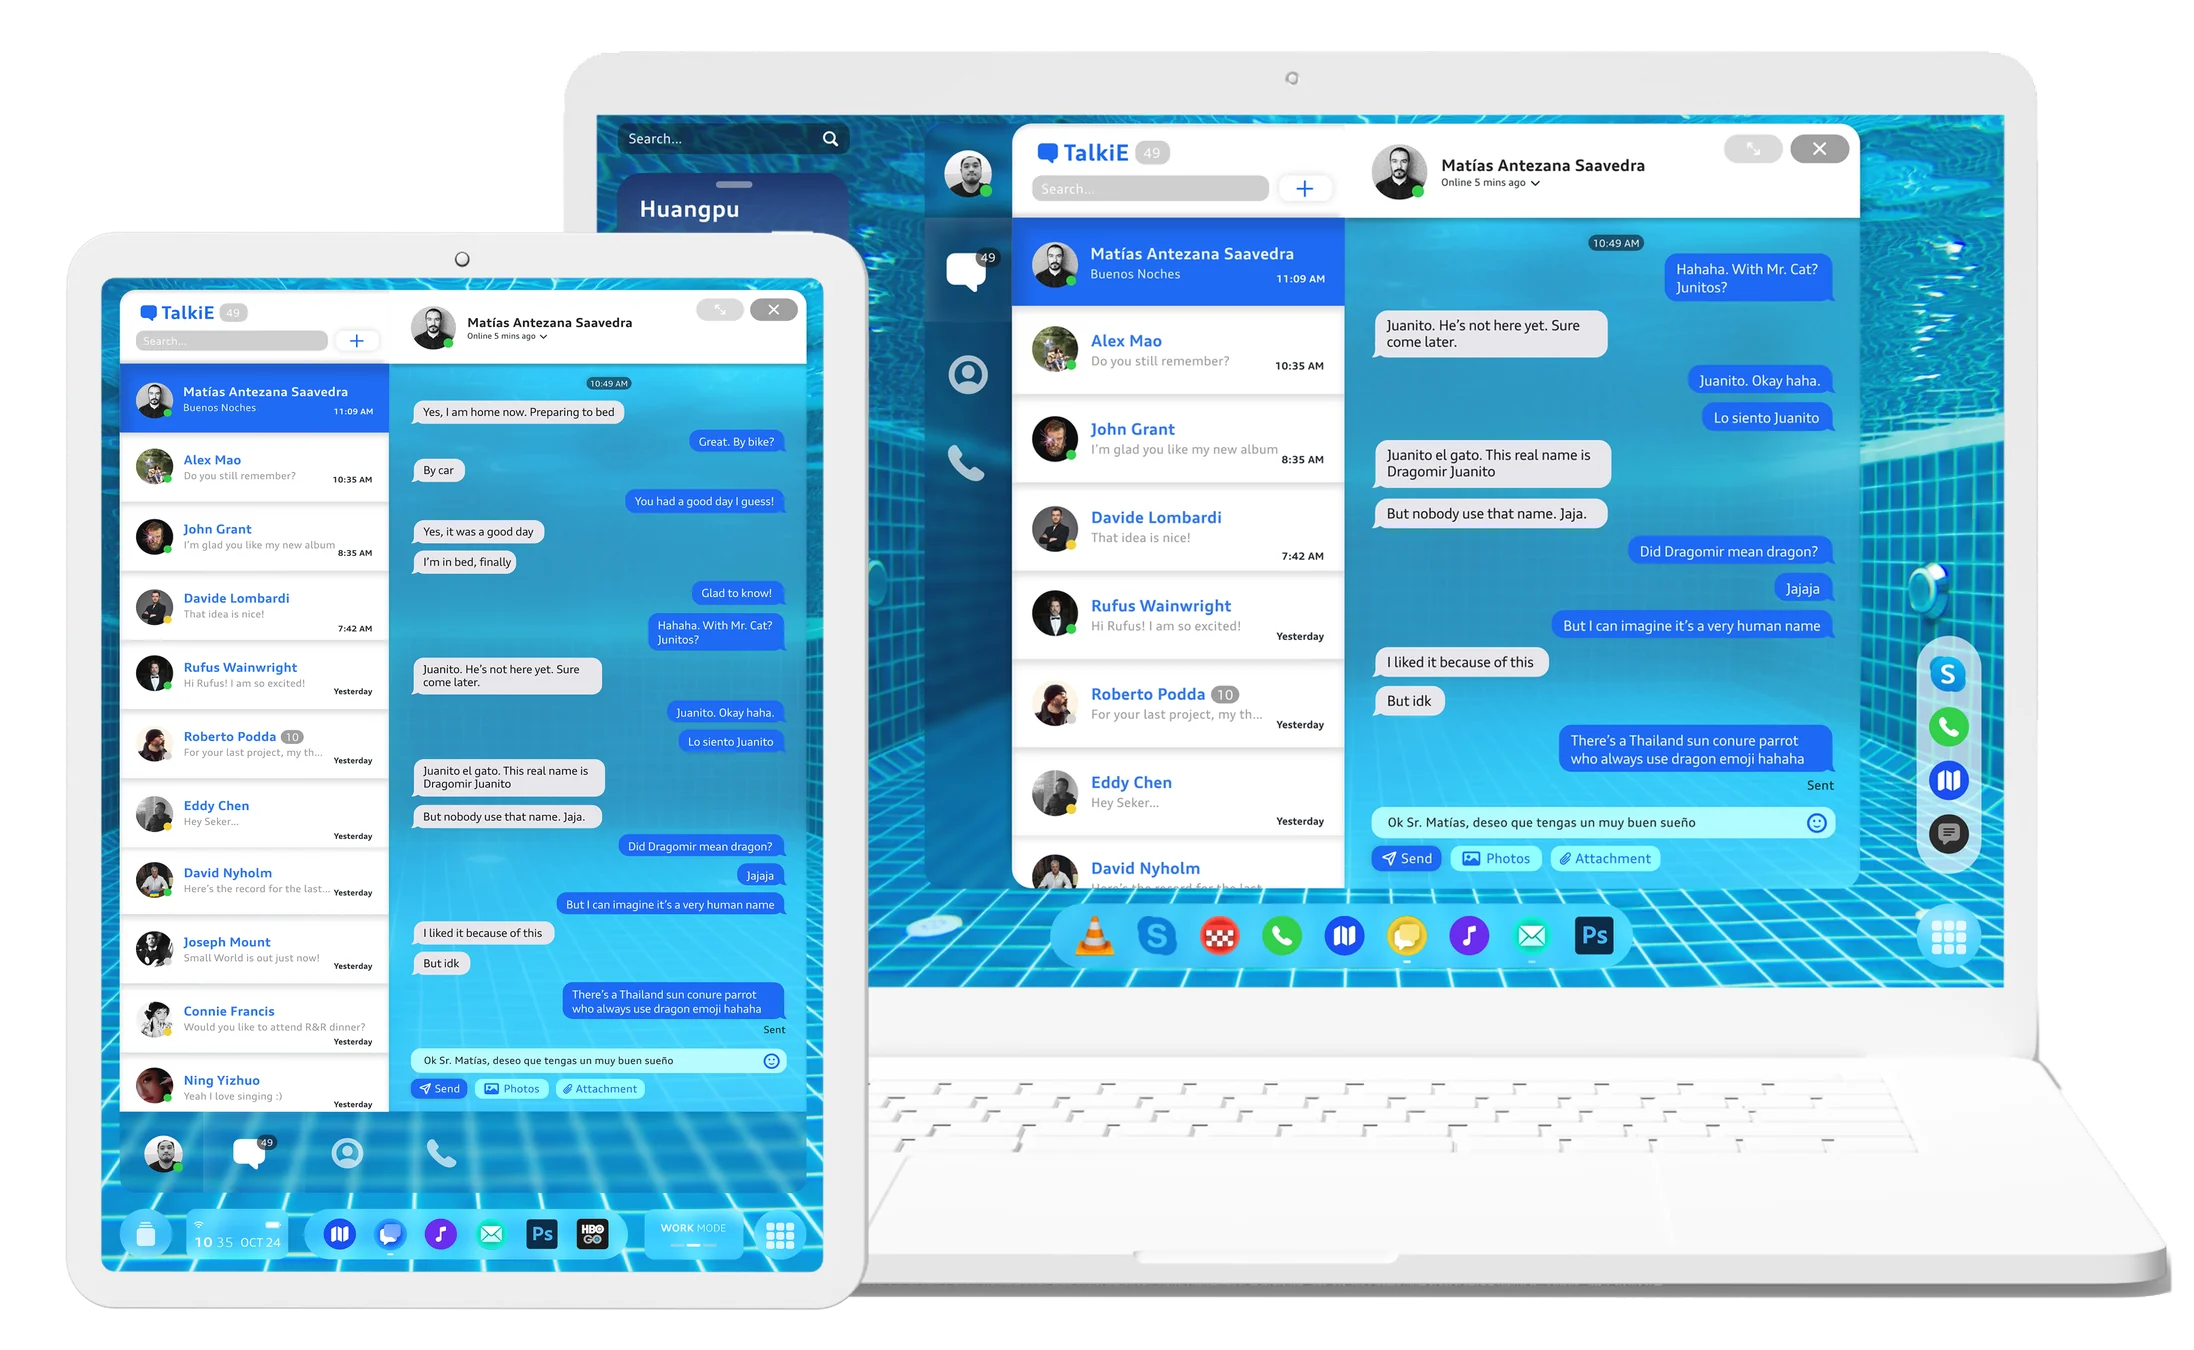 Search...
Huangpu
TalkiE 49
Search...
Matías Antezana Saavedra
Online 5 mins ago
49
Matías Antezana Saavedra
Buenos Noches
11:09 AM
Alex Mao
Do you still remember?
10:35 AM
John Grant
I'm glad you like my new album
8:35 AM
Davide Lombardi
That idea is nice!
7:42 AM
Rufus Wainwright
Hi Rufus! I am so excited!
Yesterday
Roberto Podda 10
For your last project, my th...
Yesterday
Eddy Chen
Hey Seker...
Yesterday
David Nyholm
Here's the record for the last
10:49 AM
Hahaha. With Mr. Cat?
Junitos?
Juanito. He's not here yet. Sure
come later.
Juanito. Okay haha.
Lo siento Juanito
Juanito el gato. This real name is
Dragomir Juanito
But nobody use that name. Jaja.
Did Dragomir mean dragon?
Jajaja
But I can imagine it's a very human name
I liked it because of this
But idk
There's a Thailand sun conure parrot
who always use dragon emoji hahaha
Sent
Ok Sr. Matías, deseo que tengas un muy buen sueño
Send Photos Attachment
S
S
Ps
TalkiE 49
Search...
Matías Antezana Saavedra
Online 5 mins ago
Matías Antezana Saavedra
Buenos Noches
11:09 AM
Alex Mao
Do you still remember?
10:35 AM
John Grant
I'm glad you like my new album
8:35 AM
Davide Lombardi
That idea is nice!
7:42 AM
Rufus Wainwright
Hi Rufus! I am so excited!
Yesterday
Roberto Podda 10
For your last project, my th...
Yesterday
Eddy Chen
Hey Seker...
Yesterday
David Nyholm
Here's the record for the last...
Yesterday
Joseph Mount
Small World is out just now!
Yesterday
Connie Francis
Would you like to attend R&R dinner?
Yesterday
Ning Yizhuo
Yeah I love singing :)
Yesterday
10:49 AM
Yes, I am home now. Preparing to bed
Great. By bike?
By car
You had a good day I guess!
Yes, it was a good day
I'm in bed, finally
Glad to know!
Hahaha. With Mr. Cat?
Junitos?
Juanito. He's not here yet. Sure
come later.
Juanito. Okay haha.
Lo siento Juanito
Juanito el gato. This real name is
Dragomir Juanito
But nobody use that name. Jaja.
Did Dragomir mean dragon?
Jajaja
But I can imagine it's a very human name
I liked it because of this
But idk
There's a Thailand sun conure parrot
who always use dragon emoji hahaha
Sent
Ok Sr. Matías, deseo que tengas un muy buen sueño
Send Photos Attachment
49
10 35 OCT 24
Ps
HBO
GO
WORK MODE